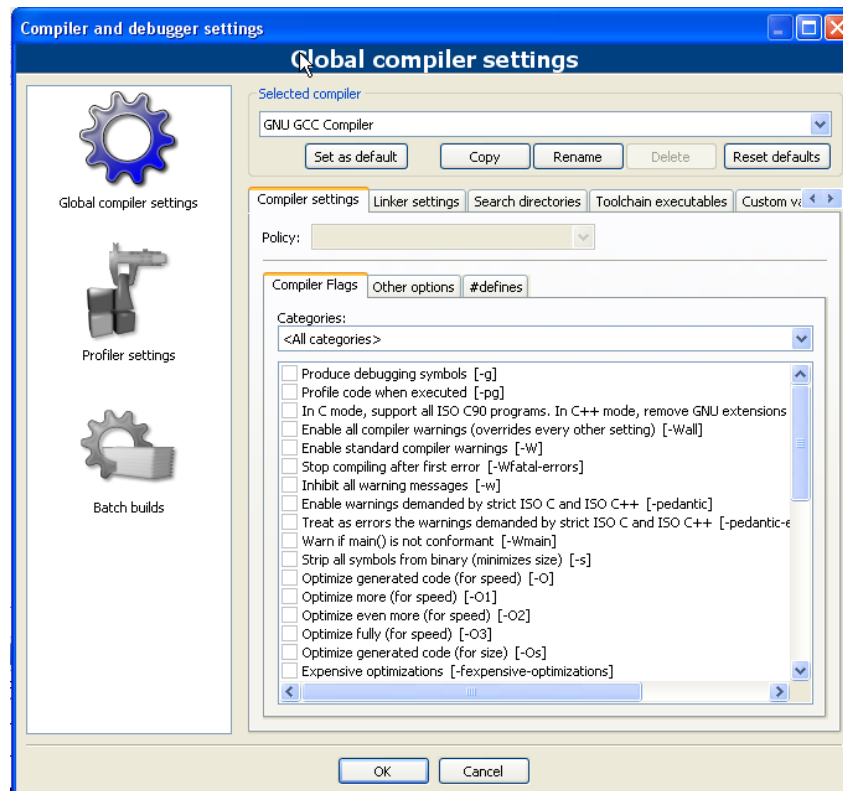 Compiler and debugger settings
Global compiler settings
Global compiler settings
Profiler settings
Batch builds
Selected compiler
GNU GCC Compiler
Set as default
Copy
Rename
Delete
Reset defaults
Compiler settings
Linker settings
Search directories
Toolchain executables
Custom va
Policy:
Compiler Flags
Other options
#defines
Categories:
<All categories>
Produce debugging symbols [-g]
Profile code when executed [-pg]
In C mode, support all ISO C90 programs. In C++ mode, remove GNU extensions
Enable all compiler warnings (overrides every other setting) [-Wall]
Enable standard compiler warnings [-W]
Stop compiling after first error [-Wfatal-errors]
Inhibit all warning messages [-w]
Enable warnings demanded by strict ISO C and ISO C++ [-pedantic]
Treat as errors the warnings demanded by strict ISO C and ISO C++ [-pedantic-e
Warn if main() is not conformant [-Wmain]
Strip all symbols from binary (minimizes size) [-s]
Optimize generated code (for speed) [-O]
Optimize more (for speed) [-O1]
Optimize even more (for speed) [-O2]
Optimize fully (for speed) [-O3]
Optimize generated code (for size) [-Os]
Expensive optimizations [-fexpensive-optimizations]
OK
Cancel